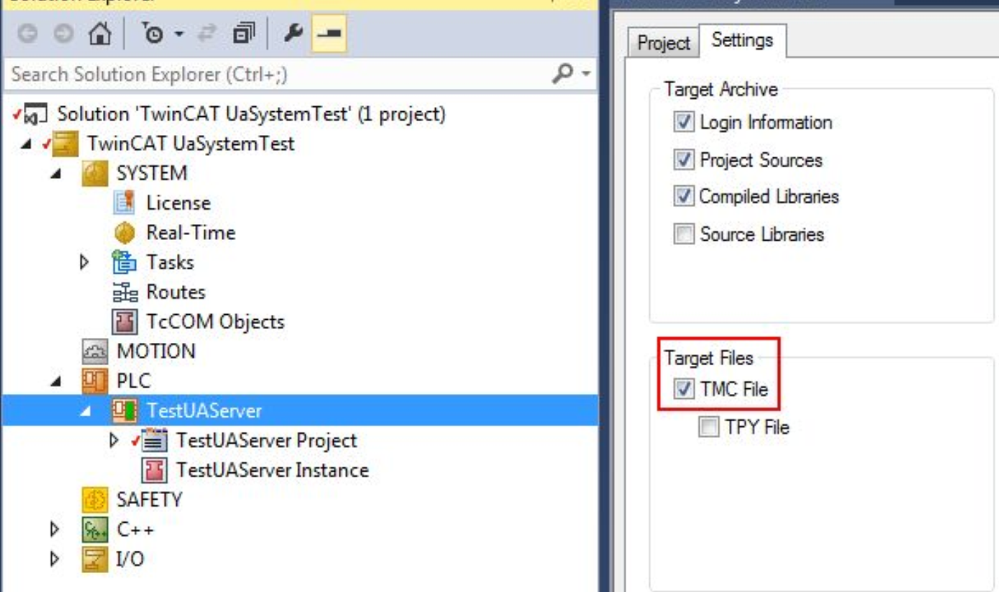 Search Solution Explorer (Ctrl+;)
Solution 'TwinCAT UaSystemTest' (1 project)
TwinCAT UaSystemTest
SYSTEM
License
Real-Time
Tasks
Routes
TcCOM Objects
MOTION
PLC
TestUAServer
TestUAServer Project
TestUAServer Instance
SAFETY
C++
I/O
Project
Settings
Target Archive
Login Information
Project Sources
Compiled Libraries
Source Libraries
Target Files
TMC File
TPY File